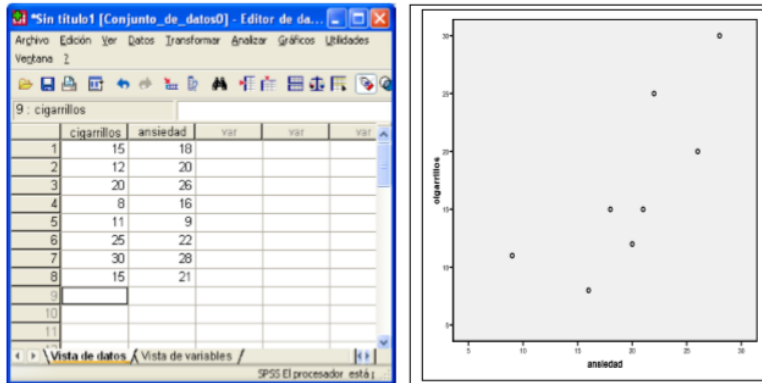 *Sin título1 [Conjunto_de_datos0] - Editor de da...
Archivo Edición Ver Datos Transformar Analizar Gráficos Utilidades
Ventana ?
9 : cigarrillos
cigarrillos ansiedad var var var
1 15 18
2 12 20
3 20 26
4 8 16
5 11 9
6 25 22
7 30 28
8 15 21
9
10
11
Vista de datos Vista de variables
SPSS El procesador está
30
25
20
15
10
5
cigarrillos
5 10 15 20 25 30
ansiedad